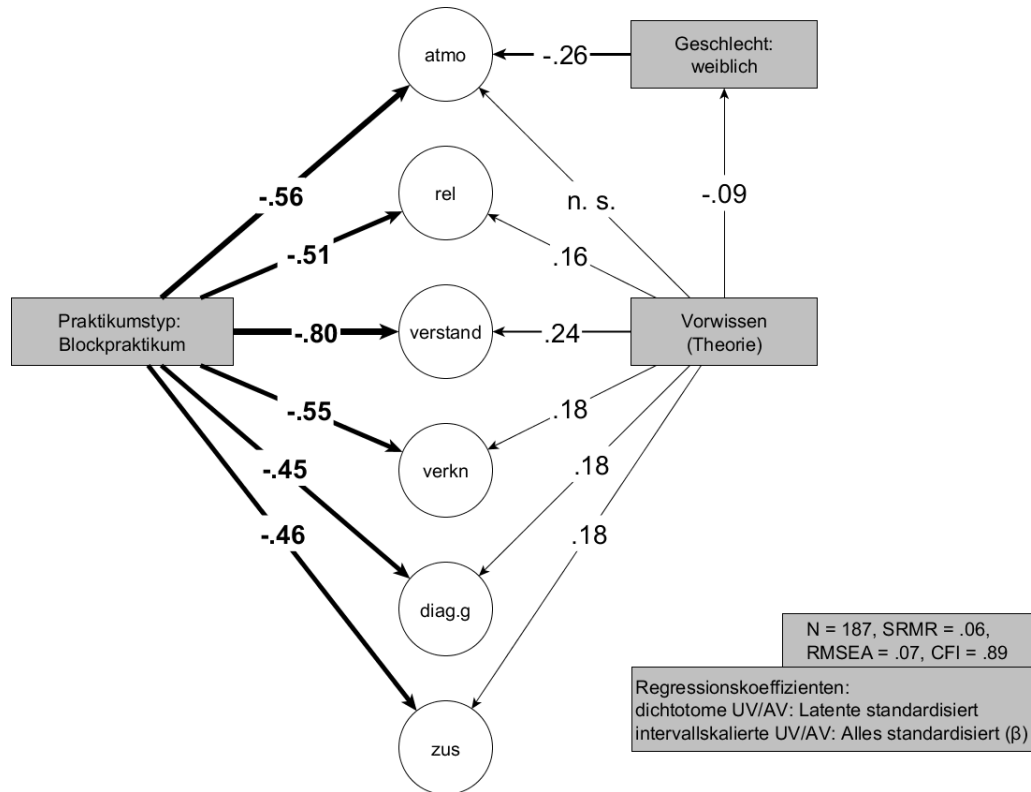 atmo
-.26
Geschlecht:
weiblich
-.56
rel
n. s.
-.09
-.51
.16
Praktikumstyp:
Blockpraktikum
-.80
verstand
.24
Vorwissen
(Theorie)
-.55
.18
verkn
-.45
.18
-.46
.18
diag.g
N = 187, SRMR = .06,
RMSEA = .07, CFI = .89
Regressionskoeffizienten:
dichtotome UV/AV: Latente standardisiert
intervallskalierte UV/AV: Alles standardisiert (β)
zus